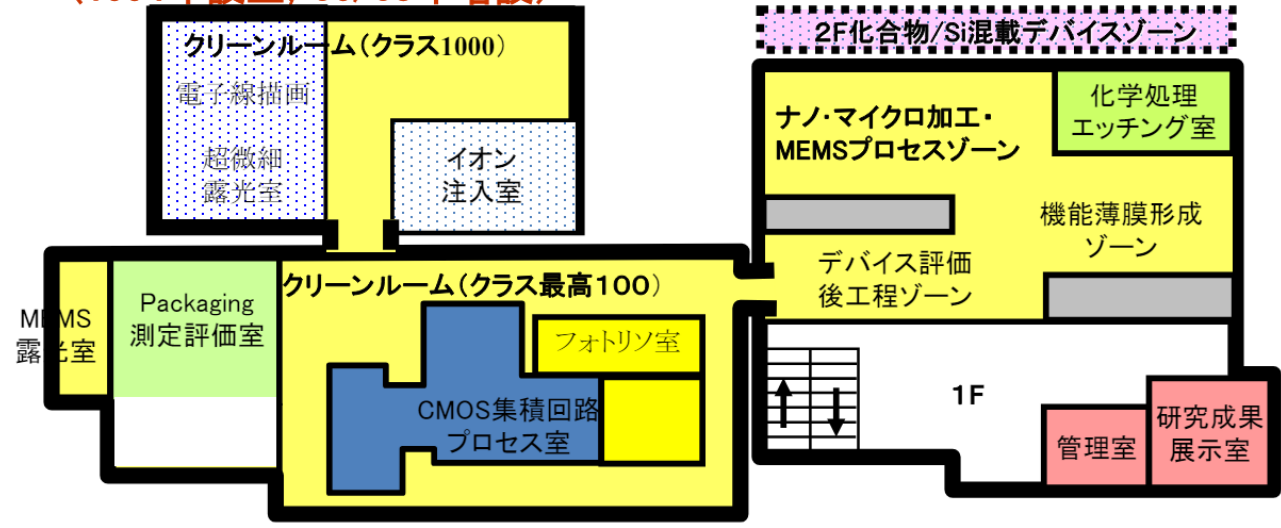 クリーンルーム（クラス1000）
電子線描画
超微細
露光室
イオン
注入室
2F化合物/Si混載デバイスゾーン
ナノ・マイクロ加工・
MEMSプロセスゾーン
化学処理
エッチング室
機能薄膜形成
ゾーン
デバイス評価
後工程ゾーン
クリーンルーム（クラス最高100）
MEMS
露光室
Packaging
測定評価室
フォトリソ室
CMOS集積回路
プロセス室
1F
管理室
研究成果
展示室